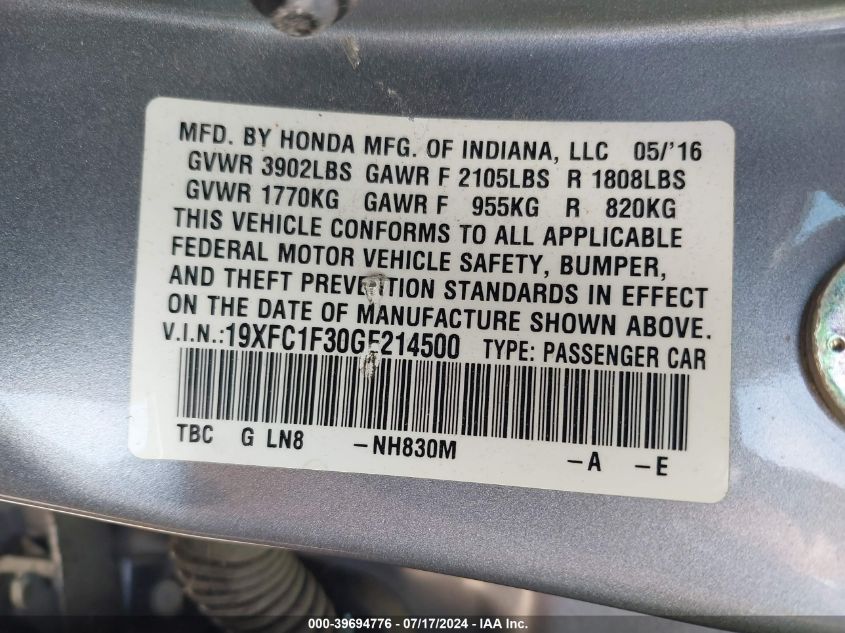 MFD. BY HONDA MFG. OF INDIANA, LLC 05/'16
GVWR 3902LBS GAWR F 2105LBS R 1808LBS
GVWR 1770KG GAWR F 955KG R 820KG
THIS VEHICLE CONFORMS TO ALL APPLICABLE
FEDERAL MOTOR VEHICLE SAFETY, BUMPER,
AND THEFT PREVENTION STANDARDS IN EFFECT
ON THE DATE OF MANUFACTURE SHOWN ABOVE.
V.I.N.:19XFC1F30GE214500 TYPE: PASSENGER CAR
TBC G LN8 -NH830M -A -E
000-39694776 / 07/17/2024 - IAA Inc.